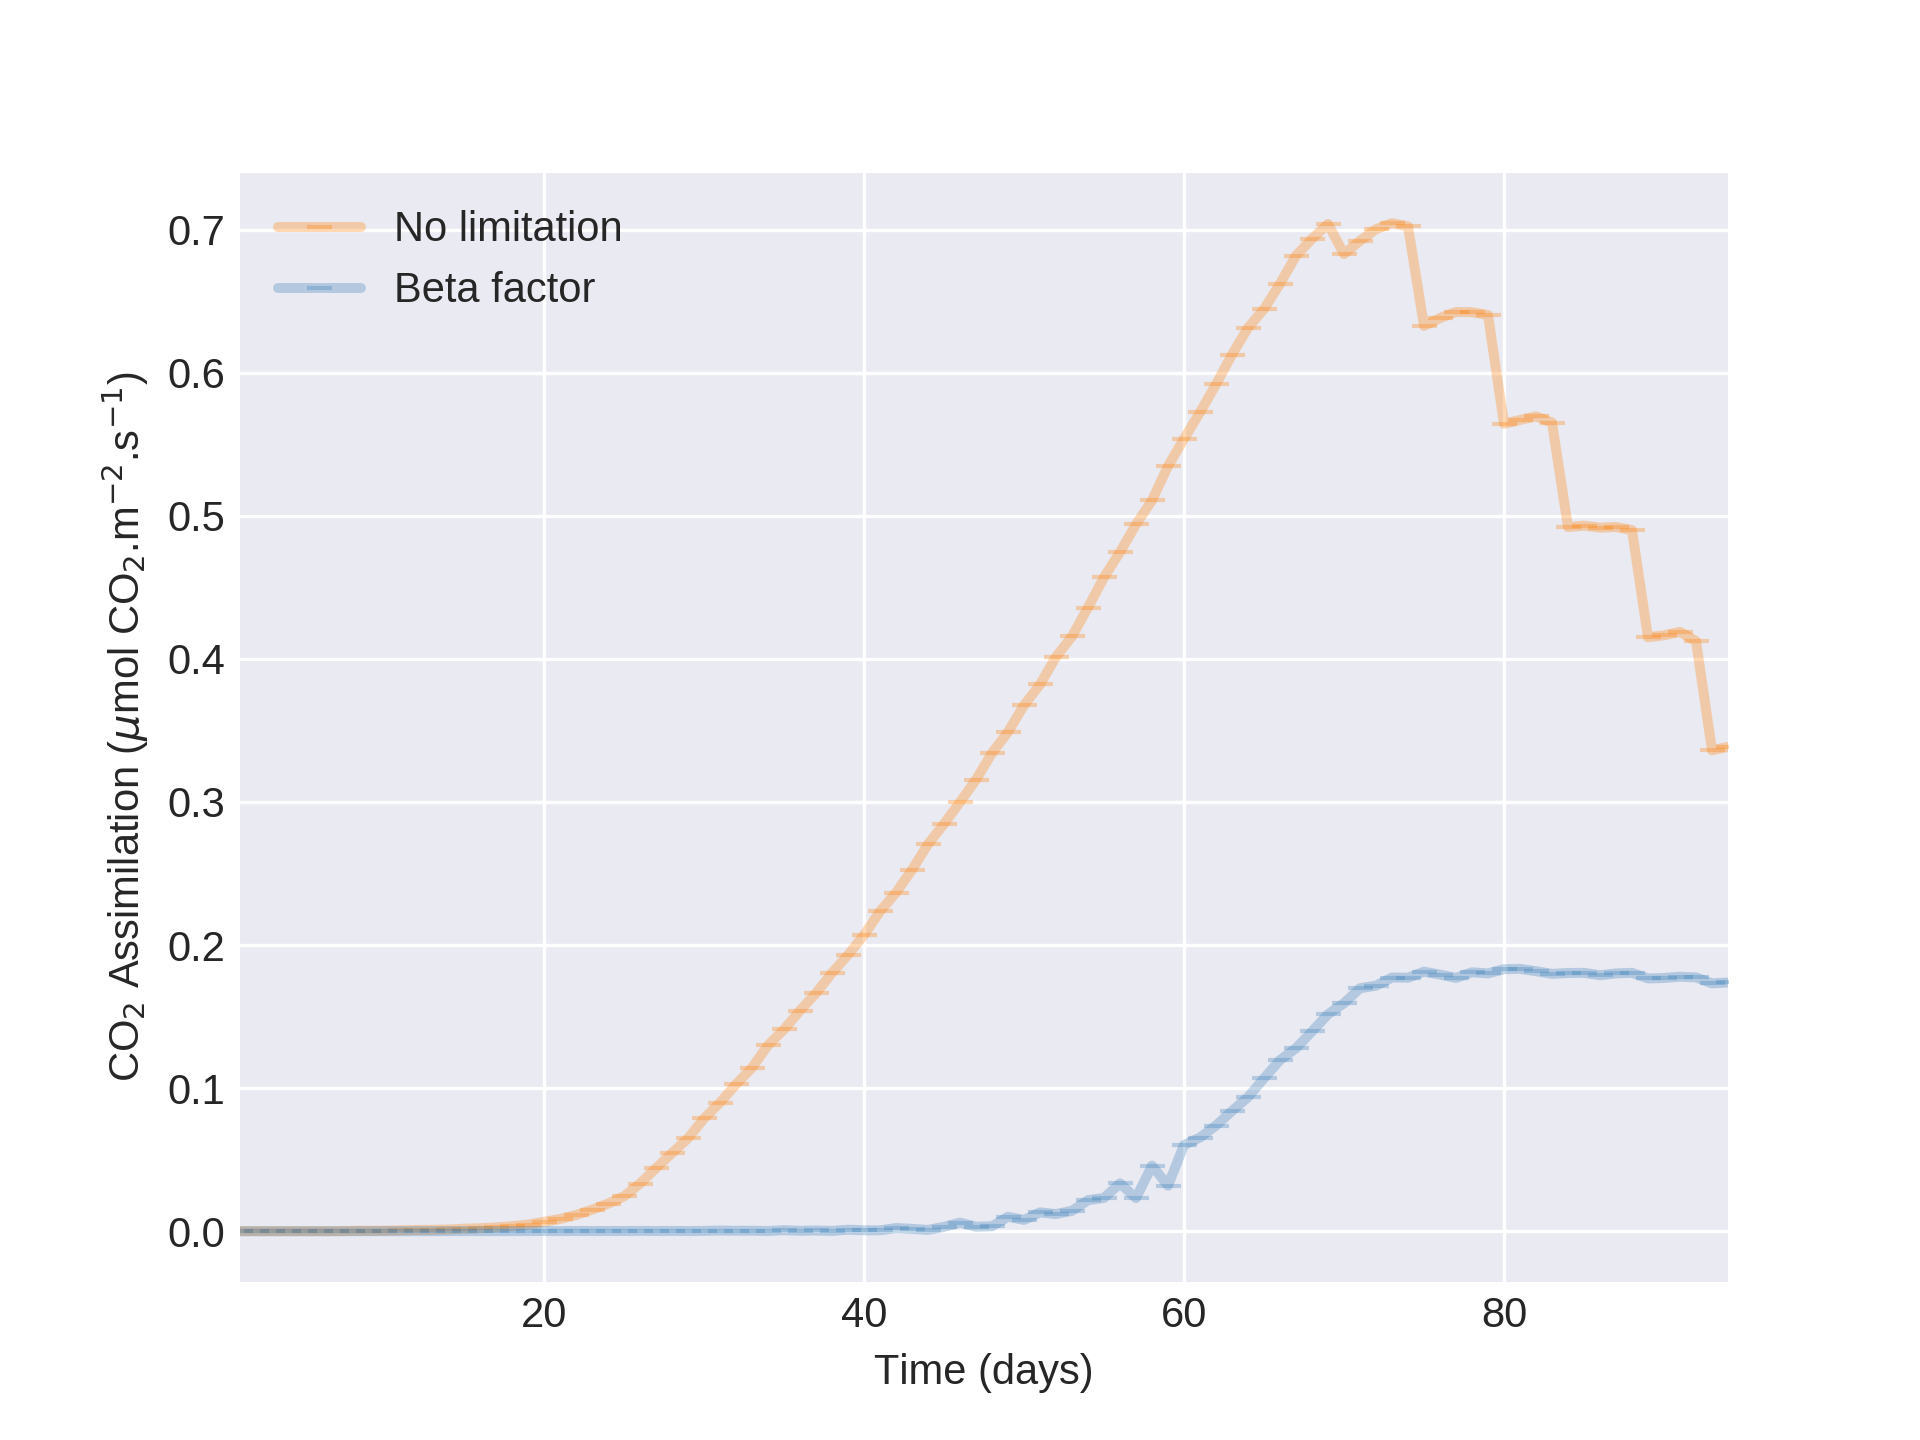 No limitation
Beta factor
0.7
0.6
0.5
0.4
0.3
0.2
0.1
0.0
CO₂ Assimilation (μmol CO₂.m⁻².s⁻¹)
20 40 60 80
Time (days)